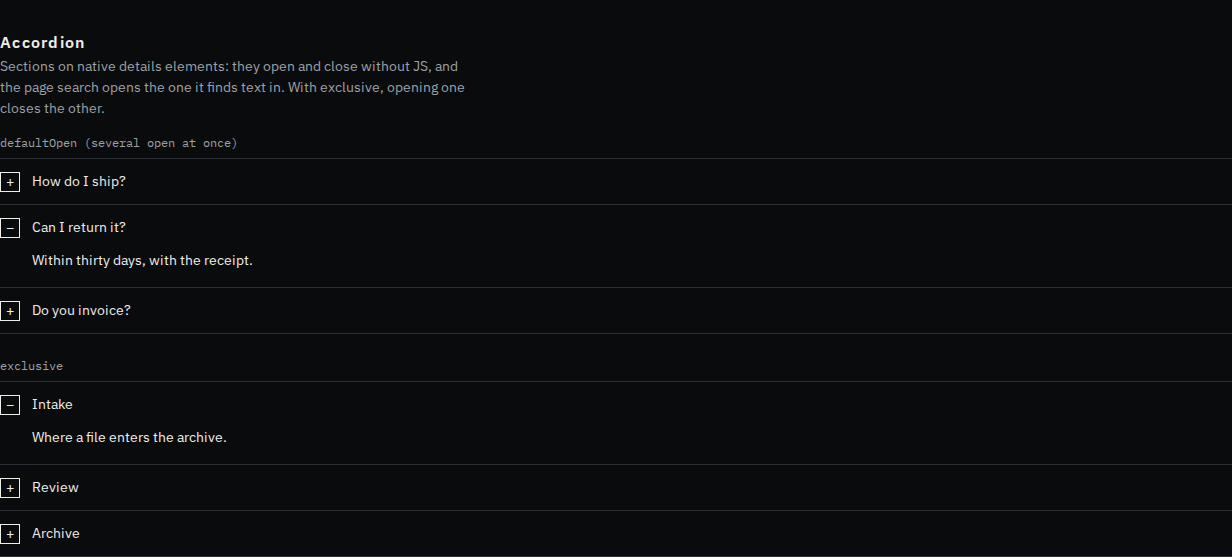 Accordion
Sections on native details elements: they open and close without JS, and
the page search opens the one it finds text in. With exclusive, opening one
closes the other.
defaultOpen (several open at once)
+ How do I ship?
− Can I return it?
Within thirty days, with the receipt.
+ Do you invoice?
exclusive
− Intake
Where a file enters the archive.
+ Review
+ Archive